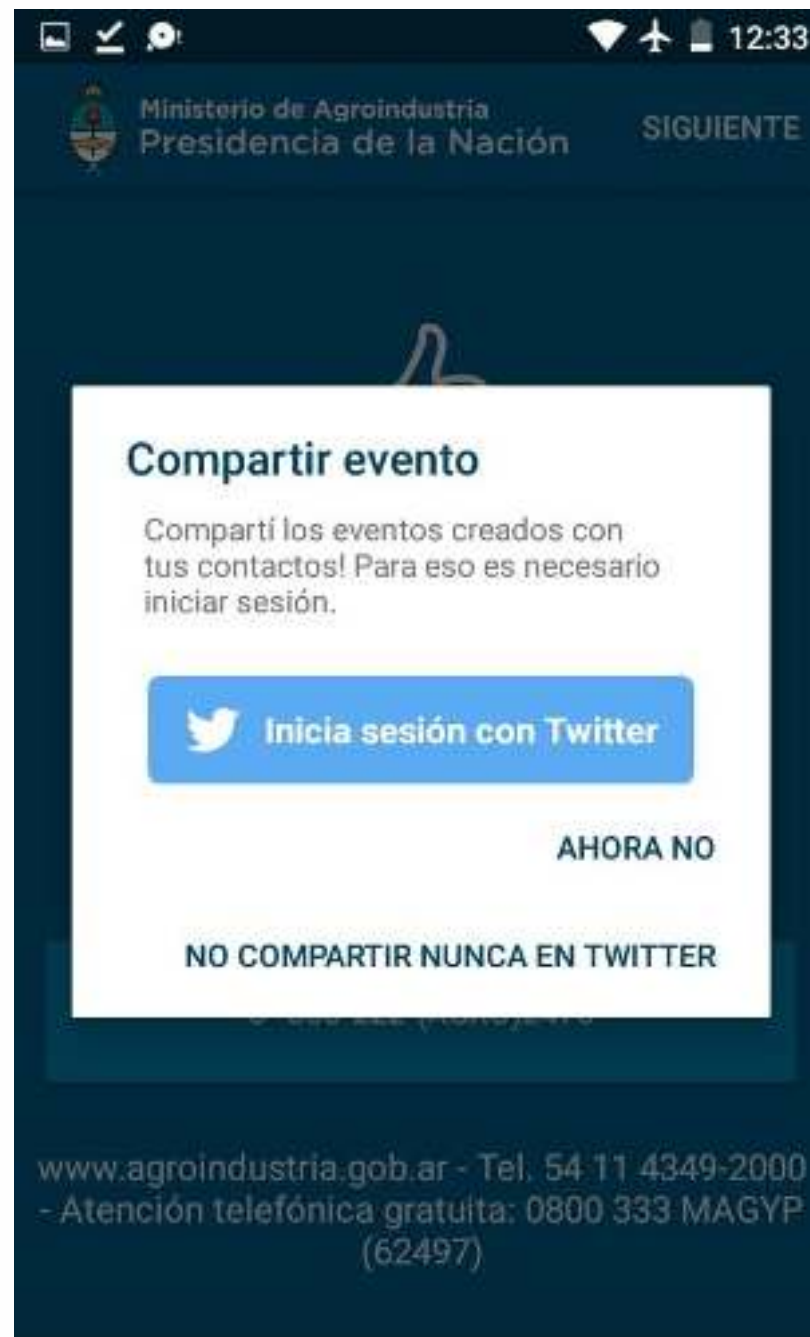 12:33
Ministerio de Agroindustria
Presidencia de la Nación
SIGUIENTE
Compartir evento
Compartí los eventos creados con
tus contactos! Para eso es necesario
iniciar sesión.
Inicia sesión con Twitter
AHORA NO
NO COMPARTIR NUNCA EN TWITTER
www.agroindustria.gob.ar - Tel. 54 11 4349-2000
- Atención telefónica gratuita: 0800 333 MAGYP
(62497)